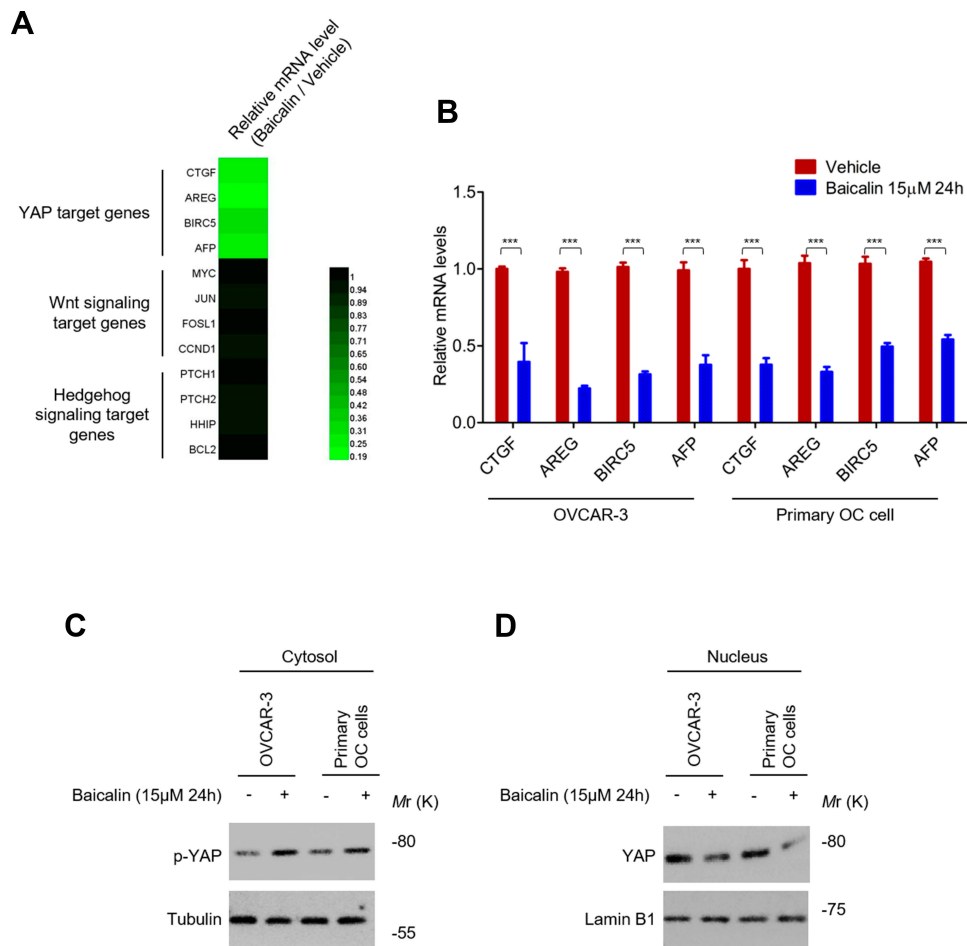 A
Relative mRNA level
(Baicalin / Vehicle)
YAP target genes
CTGF
AREG
BIRC5
AFP
Wnt signaling
target genes
MYC
JUN
FOSL1
CCND1
Hedgehog
signaling target
genes
PTCH1
PTCH2
HHIP
BCL2
1
0.94
0.89
0.83
0.77
0.71
0.65
0.60
0.54
0.48
0.42
0.36
0.31
0.25
0.19
B
Vehicle
Baicalin 15μM 24h
Relative mRNA levels
1.5
1.0
0.5
0.0
*** *** *** *** *** *** *** ***
CTGF AREG BIRC5 AFP CTGF AREG BIRC5 AFP
OVCAR-3 Primary OC cell
C
Cytosol
OVCAR-3
Primary
OC cells
Baicalin (15μM 24h) - + - + Mr (K)
p-YAP -80
Tubulin -55
D
Nucleus
OVCAR-3
Primary
OC cells
Baicalin (15μM 24h) - + - + Mr (K)
YAP -80
Lamin B1 -75